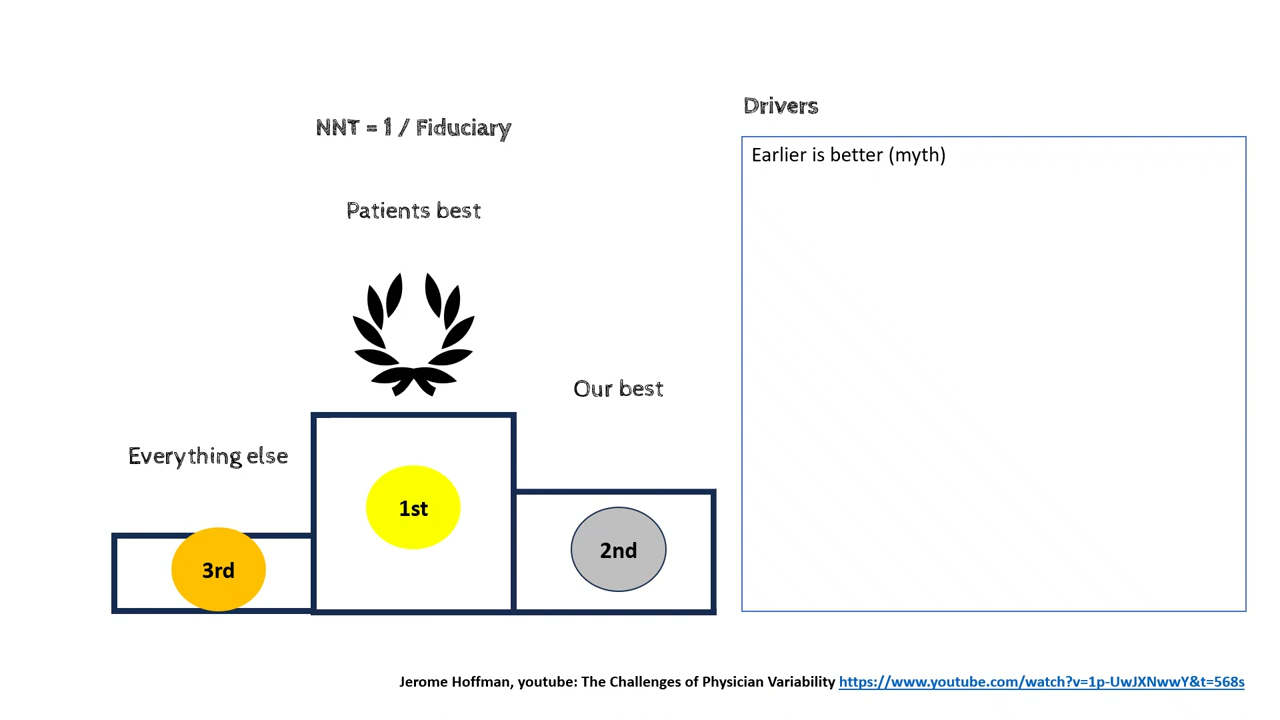 NNT = 1 / Fiduciary
Patients best
Our best
Everything else
1st
2nd
3rd
Drivers
Earlier is better (myth)
Jerome Hoffman, youtube: The Challenges of Physician Variability https://www.youtube.com/watch?v=1p-UwJXNwwY&t=568s